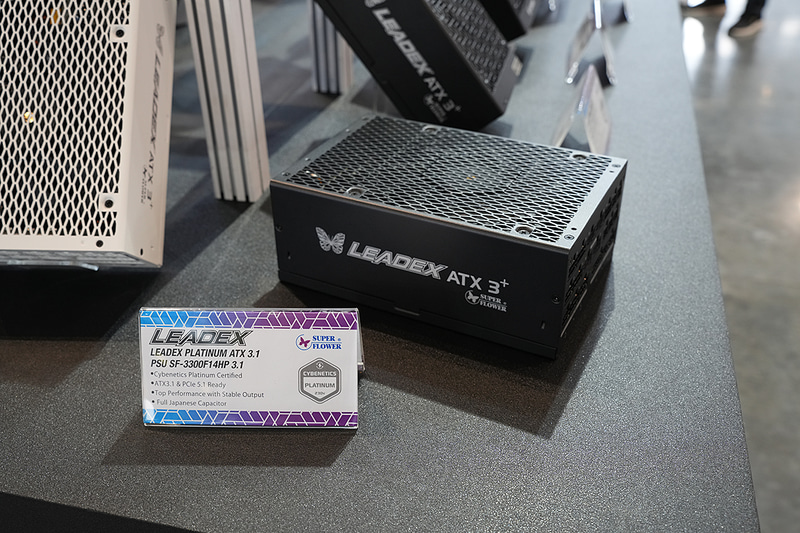 LEADEX ATX 3+
LEADEX ATX 3+
LEADEX ATX 3+
SUPER
FLOWER
LEADEX
SUPER
FLOWER
LEADEX PLATINUM ATX 3.1
PSU SF-3300F14HP 3.1
•Cybenetics Platinum Certified
•ATX3.1 & PCIe 5.1 Ready
•Top Performance with Stable Output
•Full Japanese Capacitor
CYBENETICS
PLATINUM